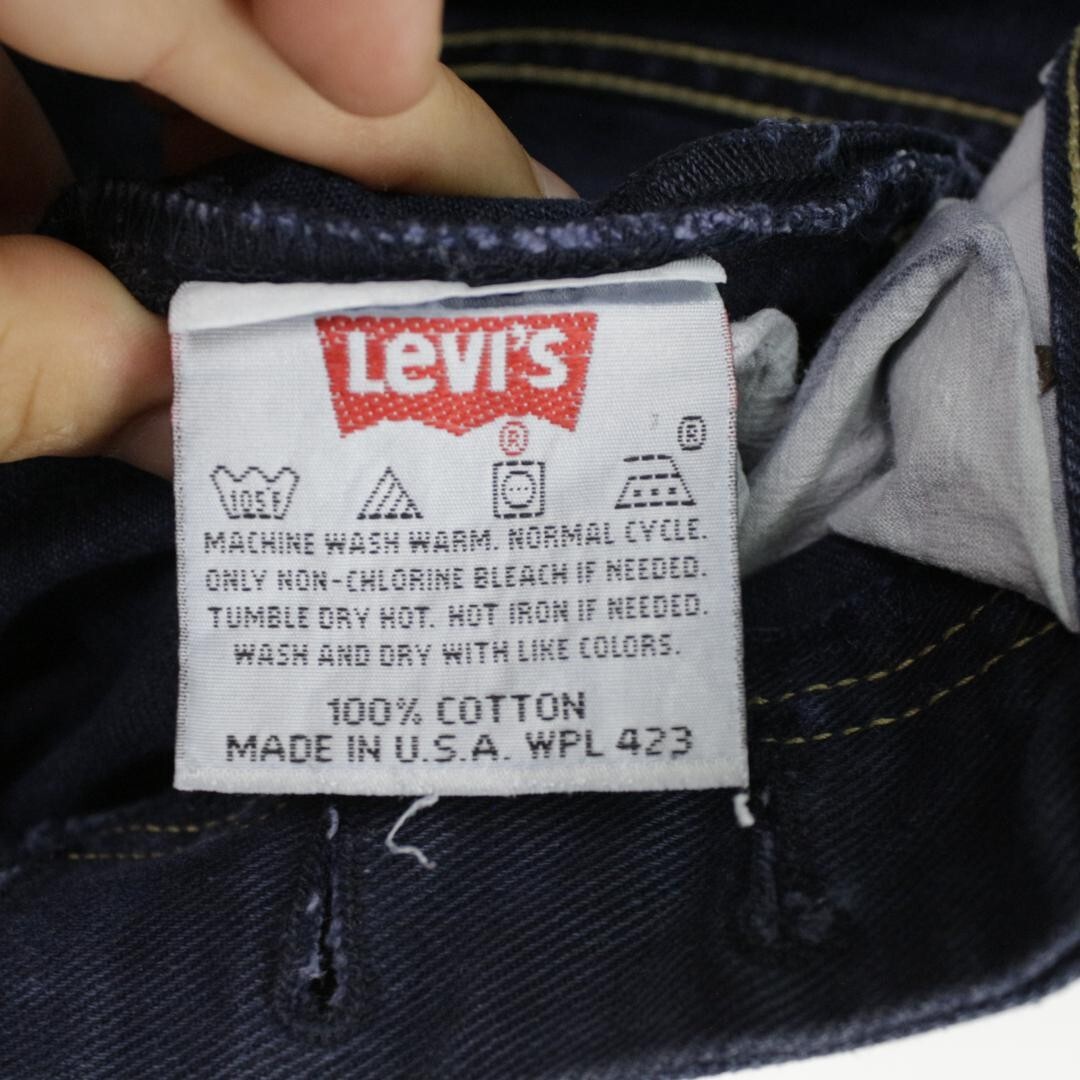 Levi's
®
®
105F
MACHINE WASH WARM. NORMAL CYCLE.
ONLY NON-CHLORINE BLEACH IF NEEDED.
TUMBLE DRY HOT. HOT IRON IF NEEDED.
WASH AND DRY WITH LIKE COLORS.
100% COTTON
MADE IN U.S.A. WPL 423